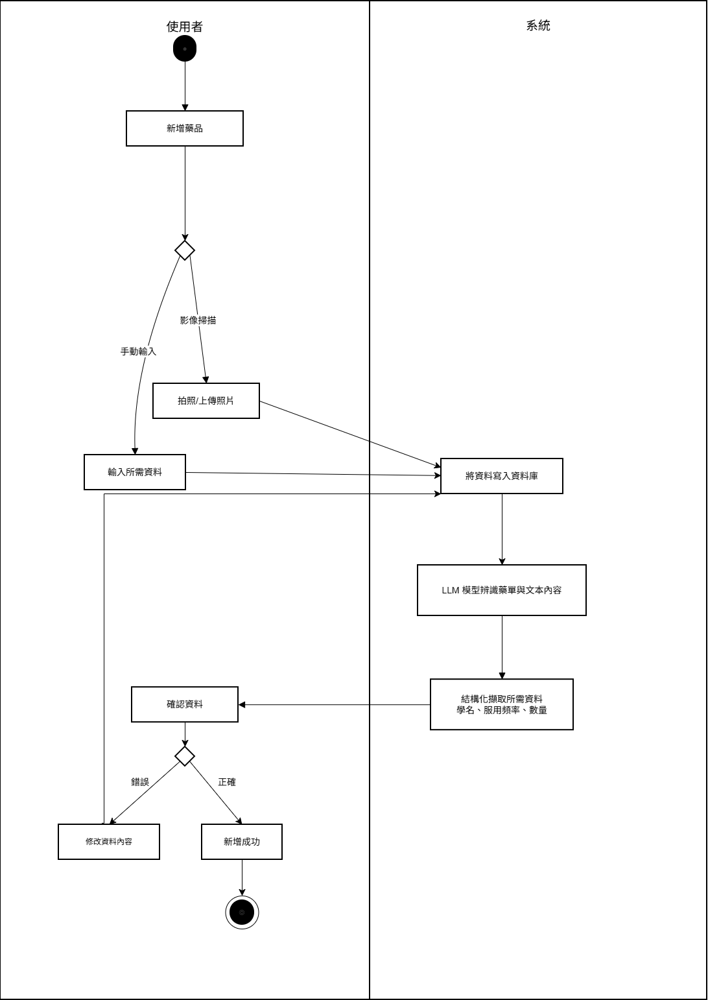 使用者
系統
新增藥品
影像掃描
手動輸入
拍照/上傳照片
輸入所需資料
將資料寫入資料庫
LLM 模型辨識藥單與文本內容
結構化擷取所需資料
學名、服用頻率、數量
確認資料
錯誤
正確
修改資料內容
新增成功